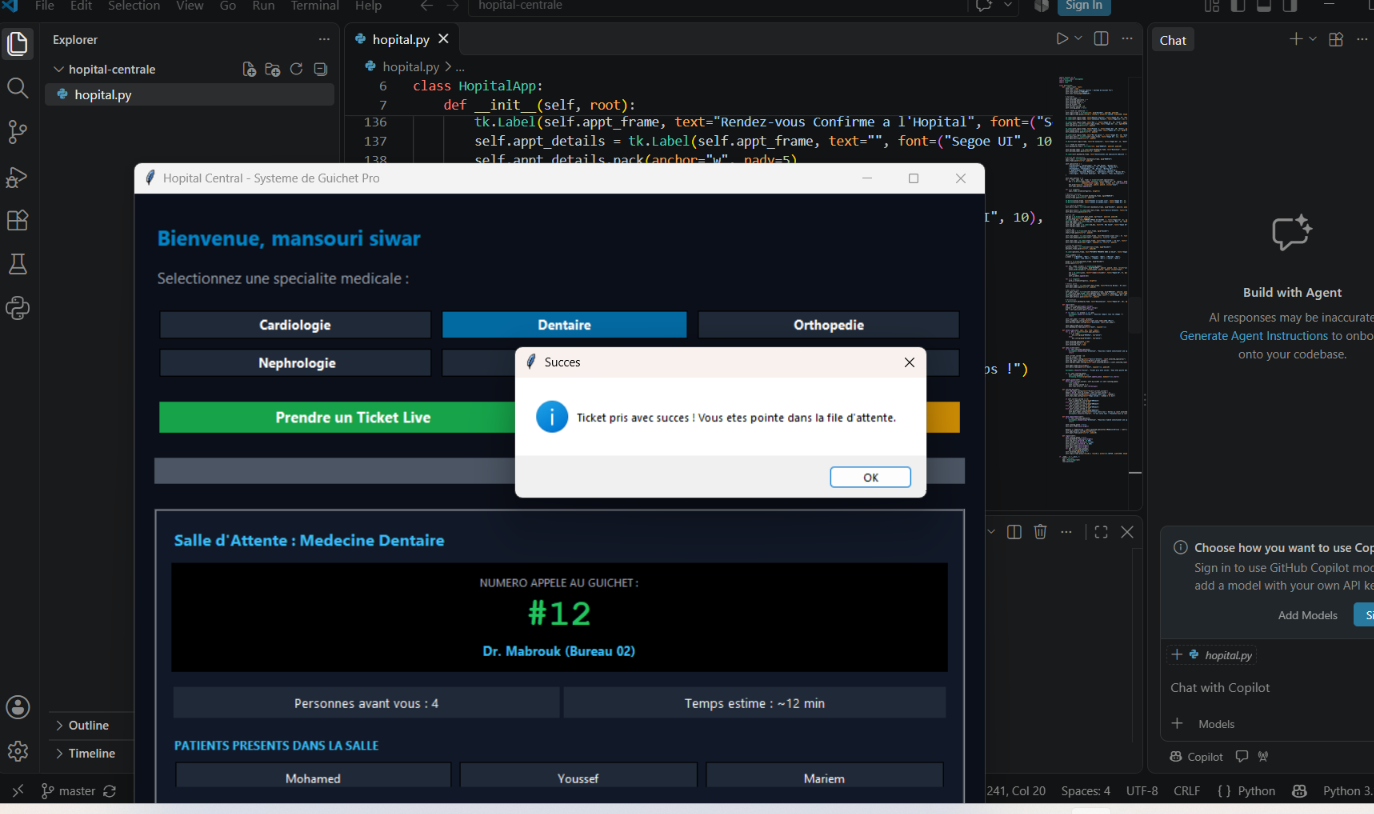 File Edit Selection View Go Run Terminal Help
hopital-centrale
Sign In
Explorer
hopital-centrale
hopital.py
hopital.py
hopital.py > ...
6 class HopitalApp:
7 def __init__(self, root):
136 tk.Label(self.appt_frame, text="Rendez-vous Confirme a l'Hopital", font=("S
137 self.appt_details = tk.Label(self.appt_frame, text="", font=("Segoe UI", 10
138 self.appt_details.pack(anchor="w", pady=5)
I", 10),
ps !")
Hopital Central - Systeme de Guichet Pro
Bienvenue, mansouri siwar
Selectionnez une specialite medicale :
Cardiologie
Dentaire
Orthopedie
Nephrologie
Prendre un Ticket Live
Succes
Ticket pris avec succes ! Vous etes pointe dans la file d'attente.
OK
Salle d'Attente : Medecine Dentaire
NUMERO APPELE AU GUICHET :
#12
Dr. Mabrouk (Bureau 02)
Personnes avant vous : 4
Temps estime : ~12 min
PATIENTS PRESENTS DANS LA SALLE
Mohamed
Youssef
Mariem
Chat
Build with Agent
AI responses may be inaccurate
Generate Agent Instructions to onbo
onto your codebase.
Choose how you want to use Cop
Sign in to use GitHub Copilot mod
add a model with your own API ke
Add Models
Si
hopital.py
Chat with Copilot
Models
Copilot
Outline
Timeline
master
241, Col 20
Spaces: 4
UTF-8
CRLF
{ } Python
Python 3.